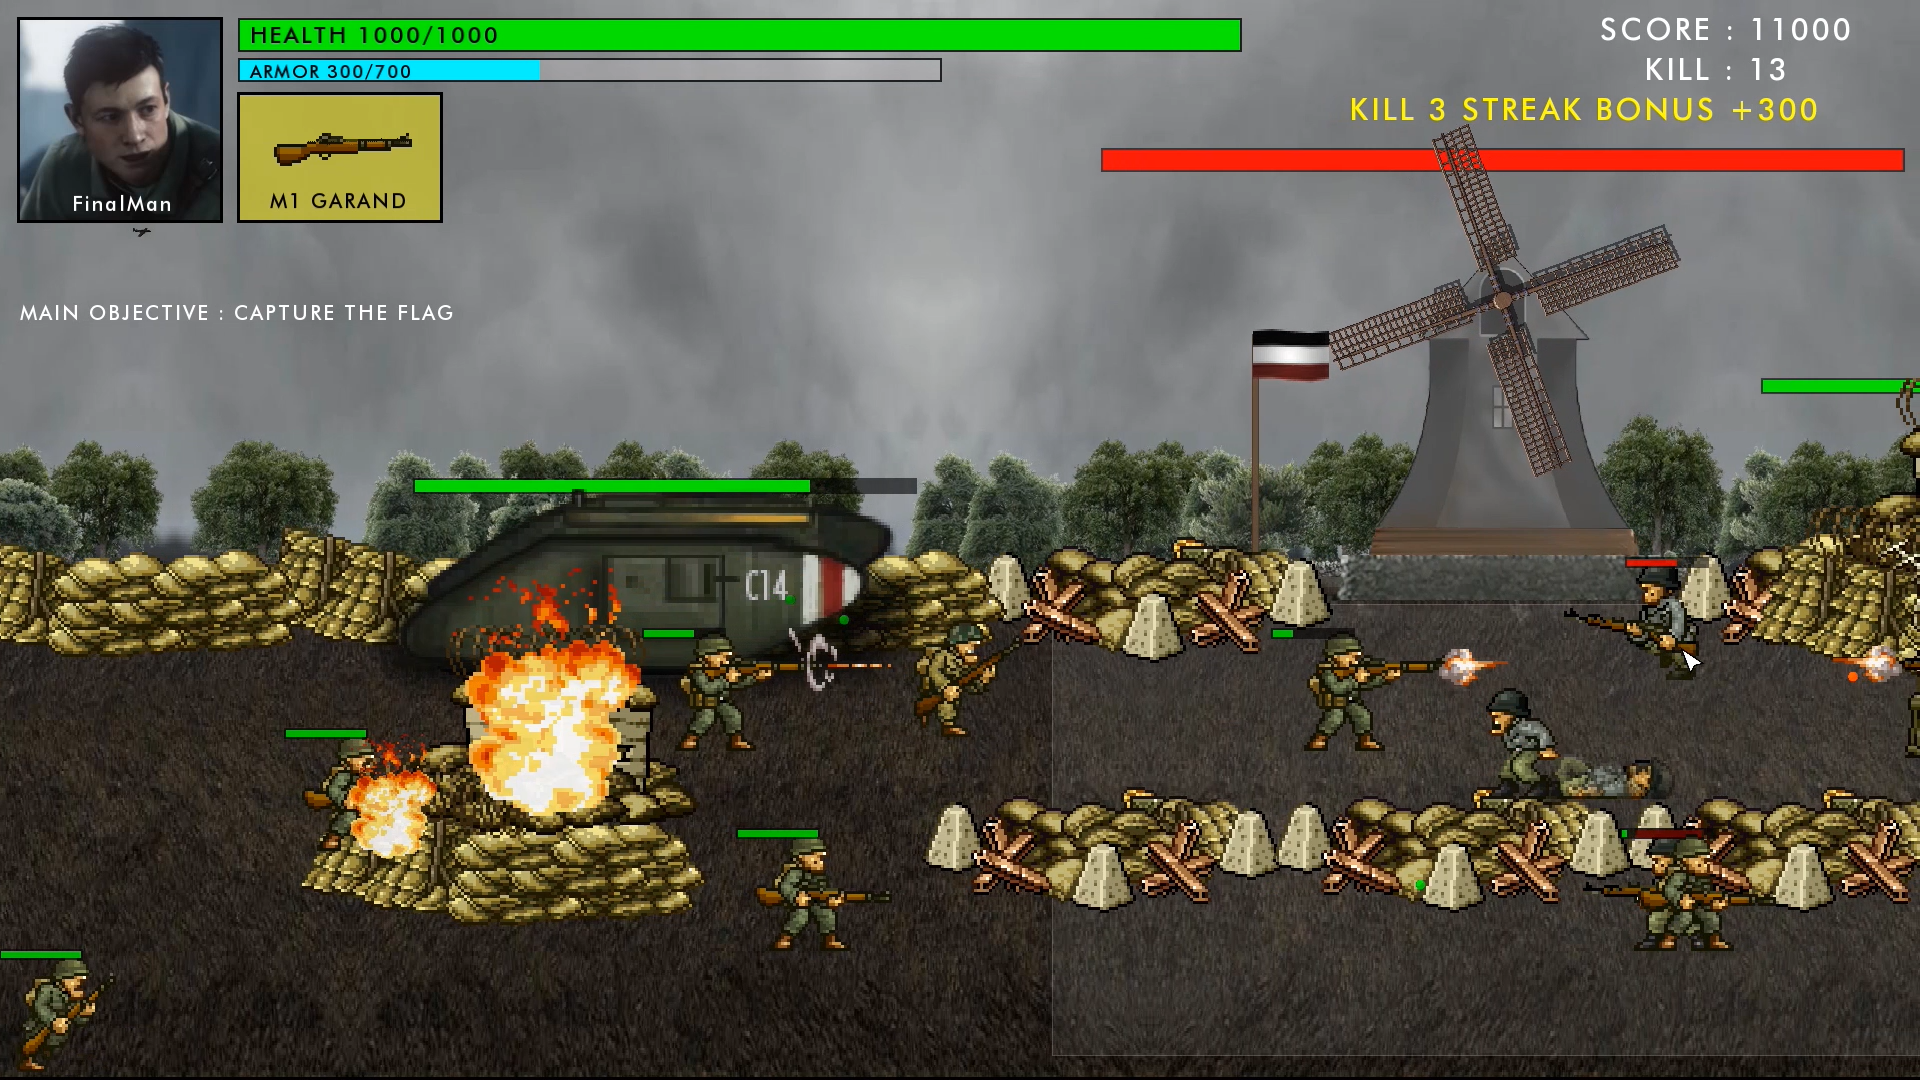 HEALTH 1000/1000
ARMOR 300/700
FinalMan
M1 GARAND
SCORE : 11000
KILL : 13
KILL 3 STREAK BONUS +300
MAIN OBJECTIVE : CAPTURE THE FLAG
C14